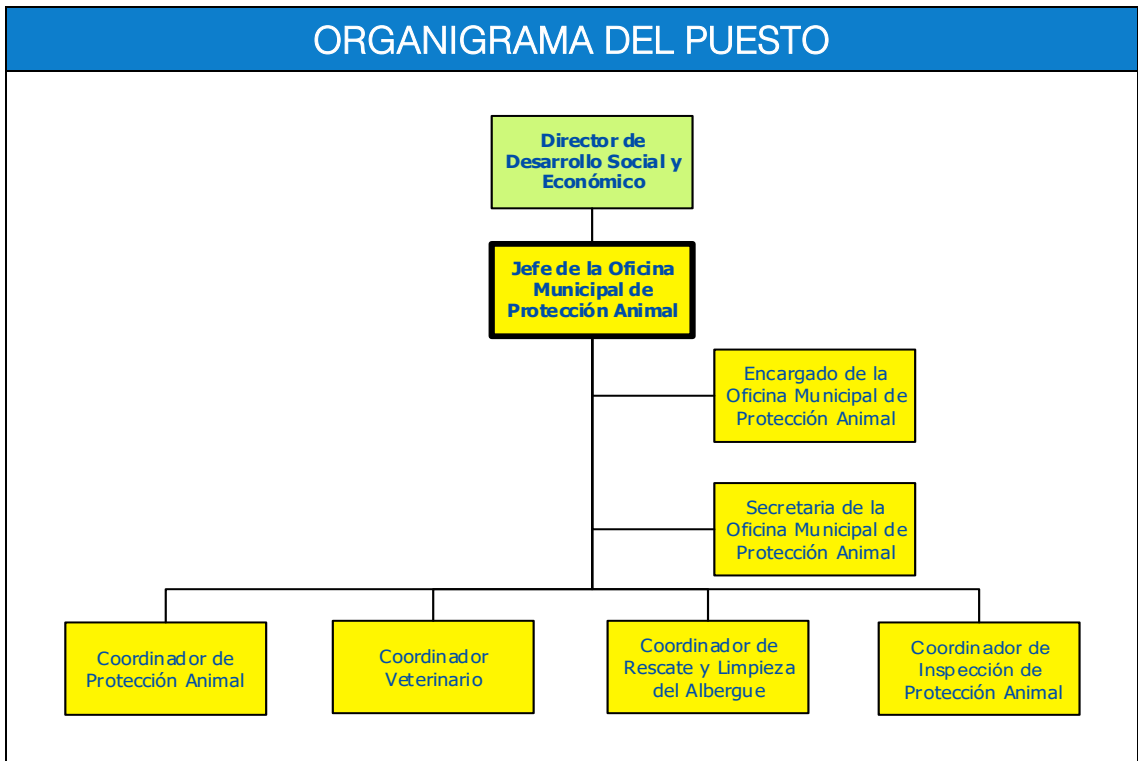 ORGANIGRAMA DEL PUESTO
Director de
Desarrollo Social y
Económico
Jefe de la Oficina
Municipal de
Protección Animal
Encargado de la
Oficina Municipal de
Protección Animal
Secretaria de la
Oficina Municipal de
Protección Animal
Coordinador de
Protección Animal
Coordinador
Veterinario
Coordinador de
Rescate y Limpieza
del Albergue
Coordinador de
Inspección de
Protección Animal